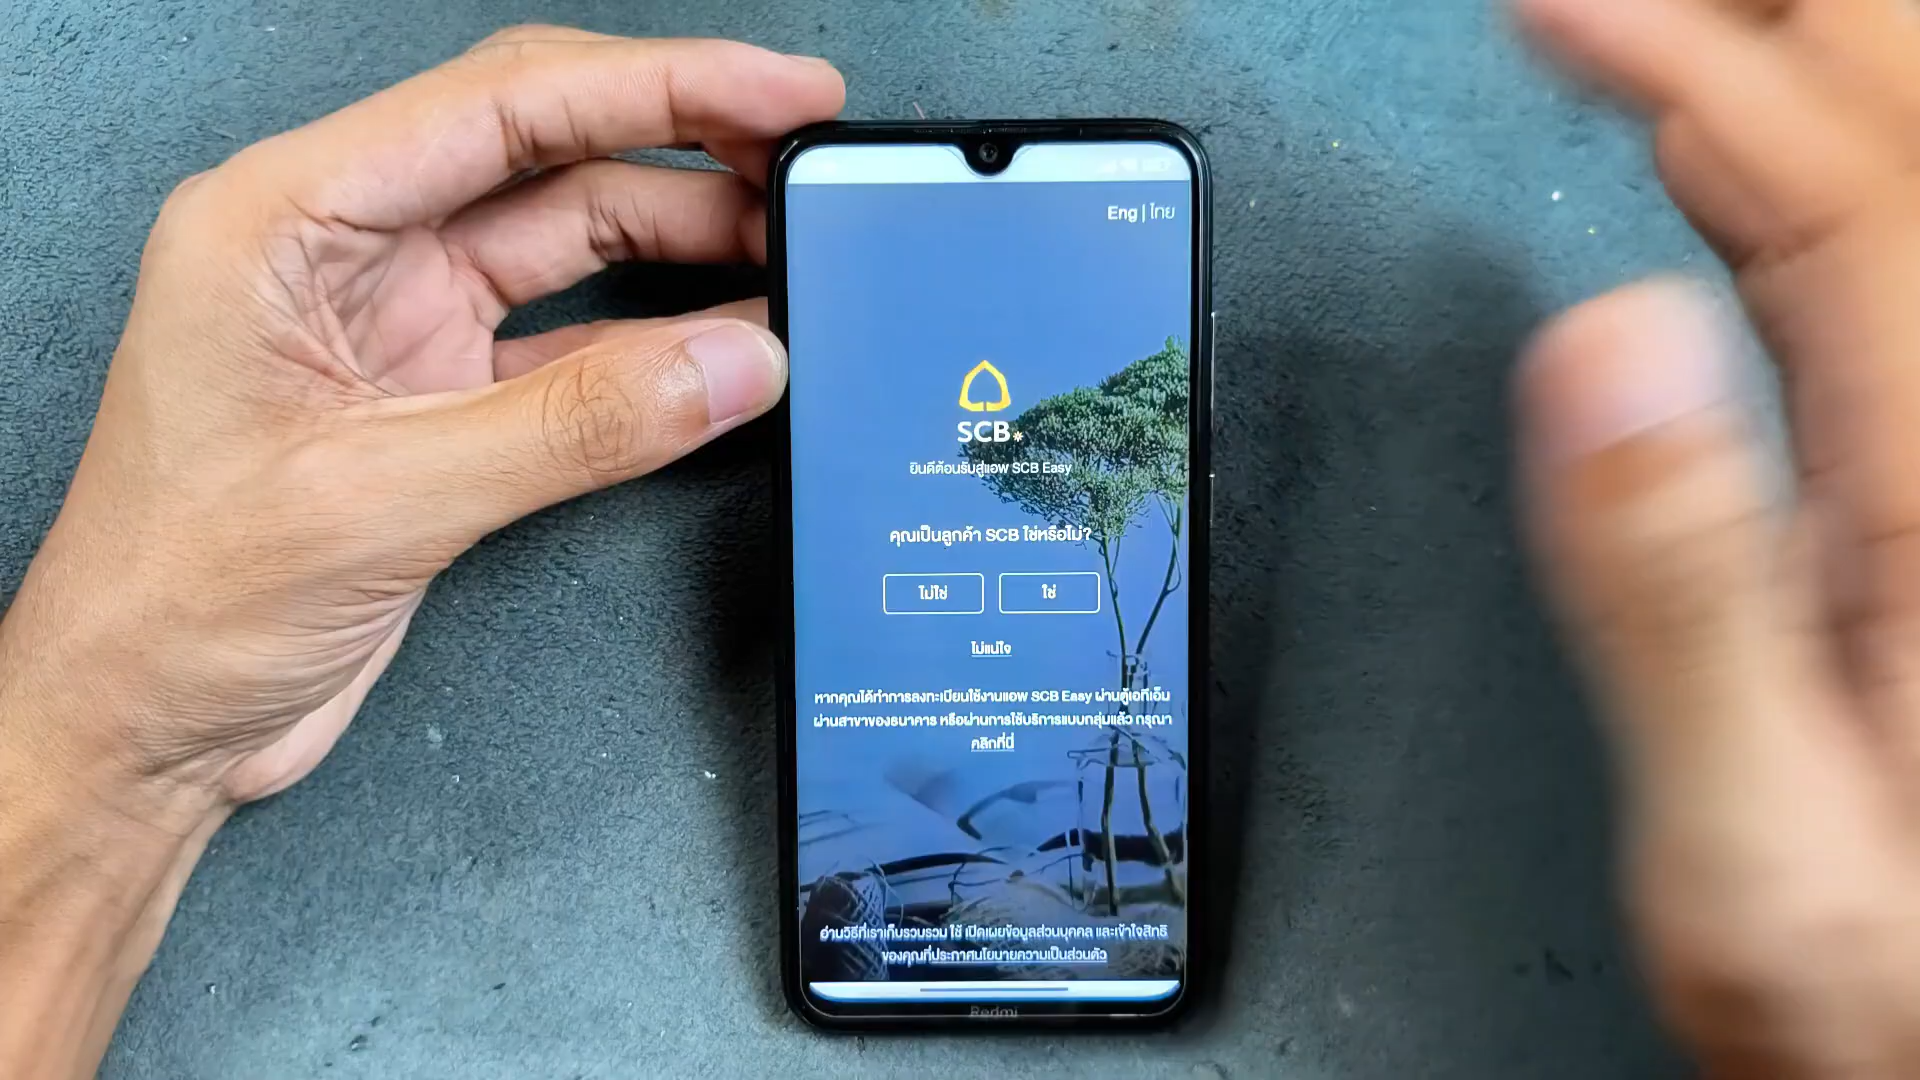 Eng | ไทย
SCB
ยินดีต้อนรับสู่แอพ SCB Easy
คุณเป็นลูกค้า SCB ใช่หรือไม่?
ไม่ใช่ ใช่
ไม่แน่ใจ
หากคุณได้ทำการลงทะเบียนใช้งานแอพ SCB Easy ผ่านตู้เอทีเอ็ม
ผ่านสาขาของธนาคาร หรือผ่านการใช้บริการแบบกลุ่มแล้ว กรุณา
คลิกที่นี่
อ่านวิธีที่เราเก็บรวบรวม ใช้ เปิดเผยข้อมูลส่วนบุคคล และเข้าใจสิทธิ
ของคุณที่ประกาศนโยบายความเป็นส่วนตัว
Redmi